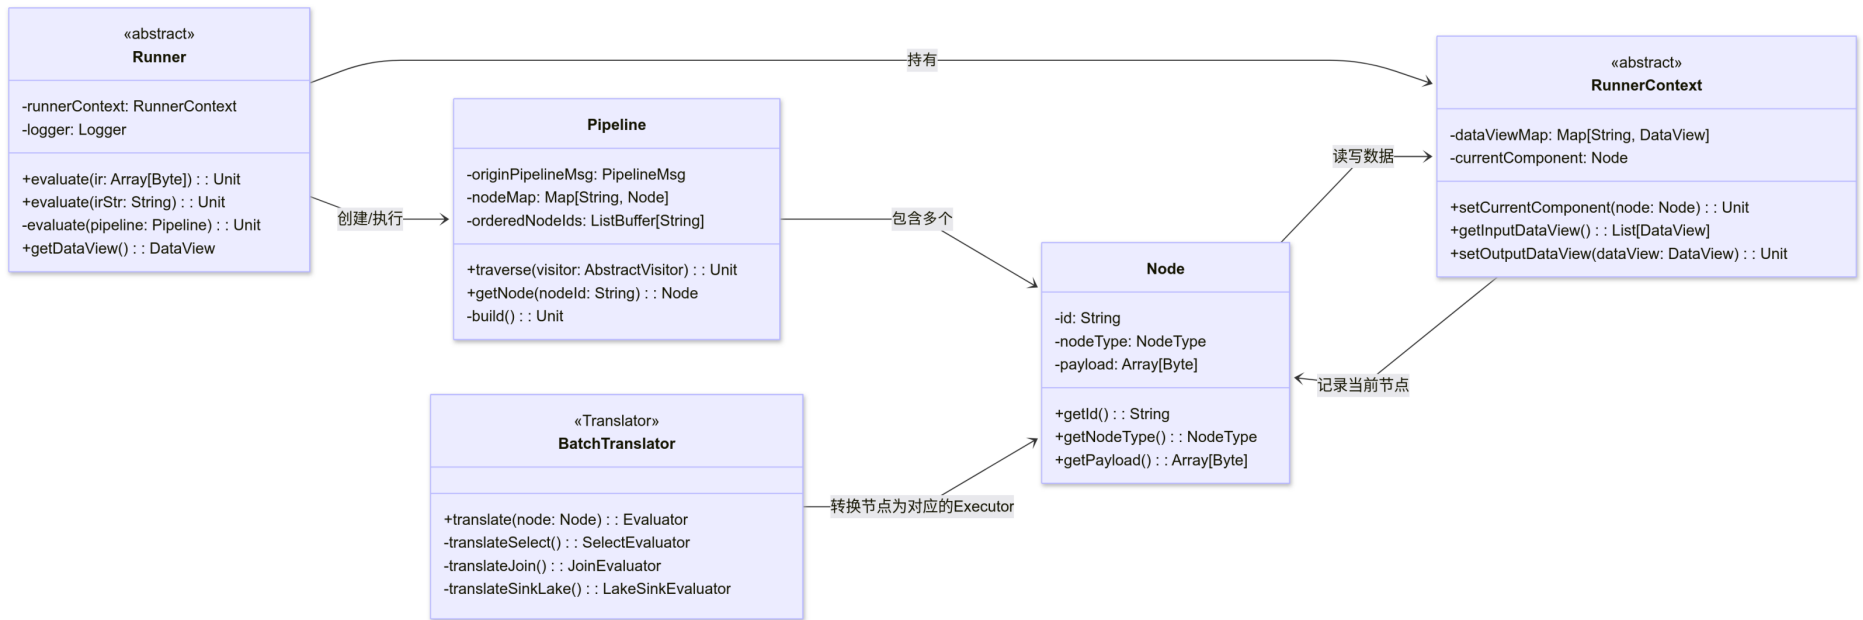 «abstract»
Runner
-runnerContext: RunnerContext
-logger: Logger
+evaluate(ir: Array[Byte]) : : Unit
+evaluate(irStr: String) : : Unit
-evaluate(pipeline: Pipeline) : : Unit
+getDataView() : : DataView
持有
创建/执行
Pipeline
-originPipelineMsg: PipelineMsg
-nodeMap: Map[String, Node]
-orderedNodeIds: ListBuffer[String]
+traverse(visitor: AbstractVisitor) : : Unit
+getNode(nodeId: String) : : Node
-build() : : Unit
包含多个
«abstract»
RunnerContext
-dataViewMap: Map[String, DataView]
-currentComponent: Node
+setCurrentComponent(node: Node) : : Unit
+getInputDataView() : : List[DataView]
+setOutputDataView(dataView: DataView) : : Unit
读写数据
Node
-id: String
-nodeType: NodeType
-payload: Array[Byte]
+getId() : : String
+getNodeType() : : NodeType
+getPayload() : : Array[Byte]
记录当前节点
«Translator»
BatchTranslator
+translate(node: Node) : : Evaluator
-translateSelect() : : SelectEvaluator
-translateJoin() : : JoinEvaluator
-translateSinkLake() : : LakeSinkEvaluator
转换节点为对应的Executor